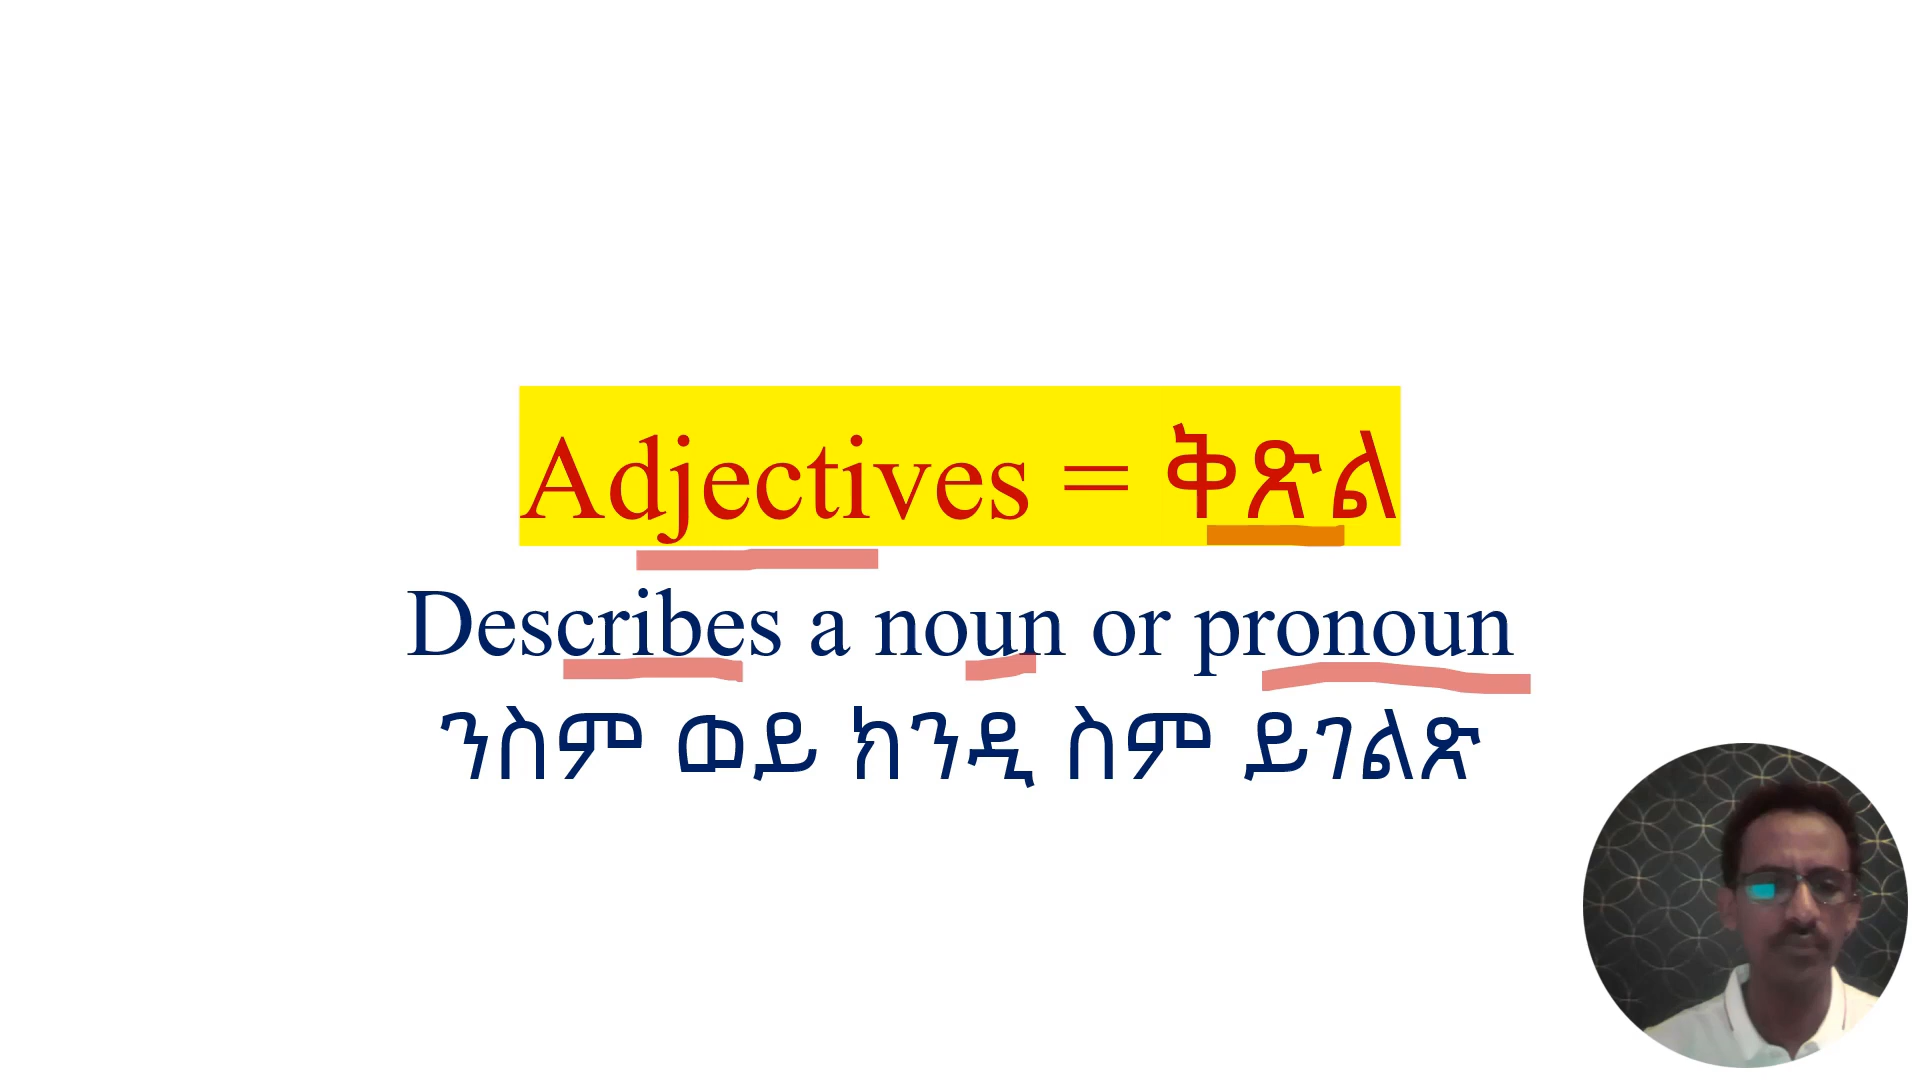 Adjectives = ቅጽል
Describes a noun or pronoun
ንስም ወይ ክንዲ ስም ይገልጽ